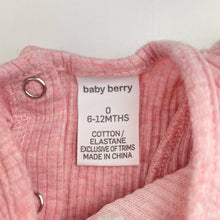 baby berry
0
6-12MTHS
COTTON/
ELASTANE
EXCLUSIVE OF TRIMS
MADE IN CHINA